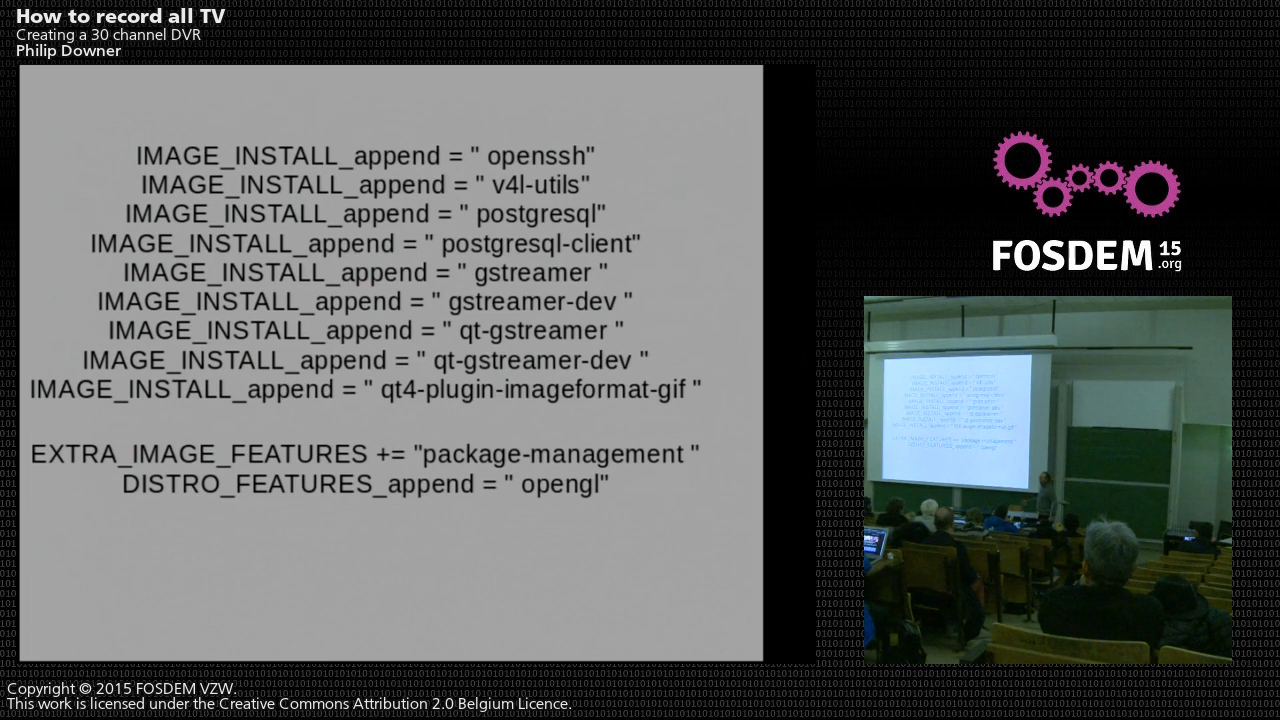 How to record all TV
Creating a 30 channel DVR
Philip Downer
IMAGE_INSTALL_append = " openssh"
IMAGE_INSTALL_append = " v4l-utils"
IMAGE_INSTALL_append = " postgresql"
IMAGE_INSTALL_append = " postgresql-client"
IMAGE_INSTALL_append = " gstreamer "
IMAGE_INSTALL_append = " gstreamer-dev "
IMAGE_INSTALL_append = " qt-gstreamer "
IMAGE_INSTALL_append = " qt-gstreamer-dev "
IMAGE_INSTALL_append = " qt4-plugin-imageformat-gif "
EXTRA_IMAGE_FEATURES += "package-management "
DISTRO_FEATURES_append = " opengl"
FOSDEM 15
.org
Copyright © 2015 FOSDEM VZW.
This work is licensed under the Creative Commons Attribution 2.0 Belgium Licence.